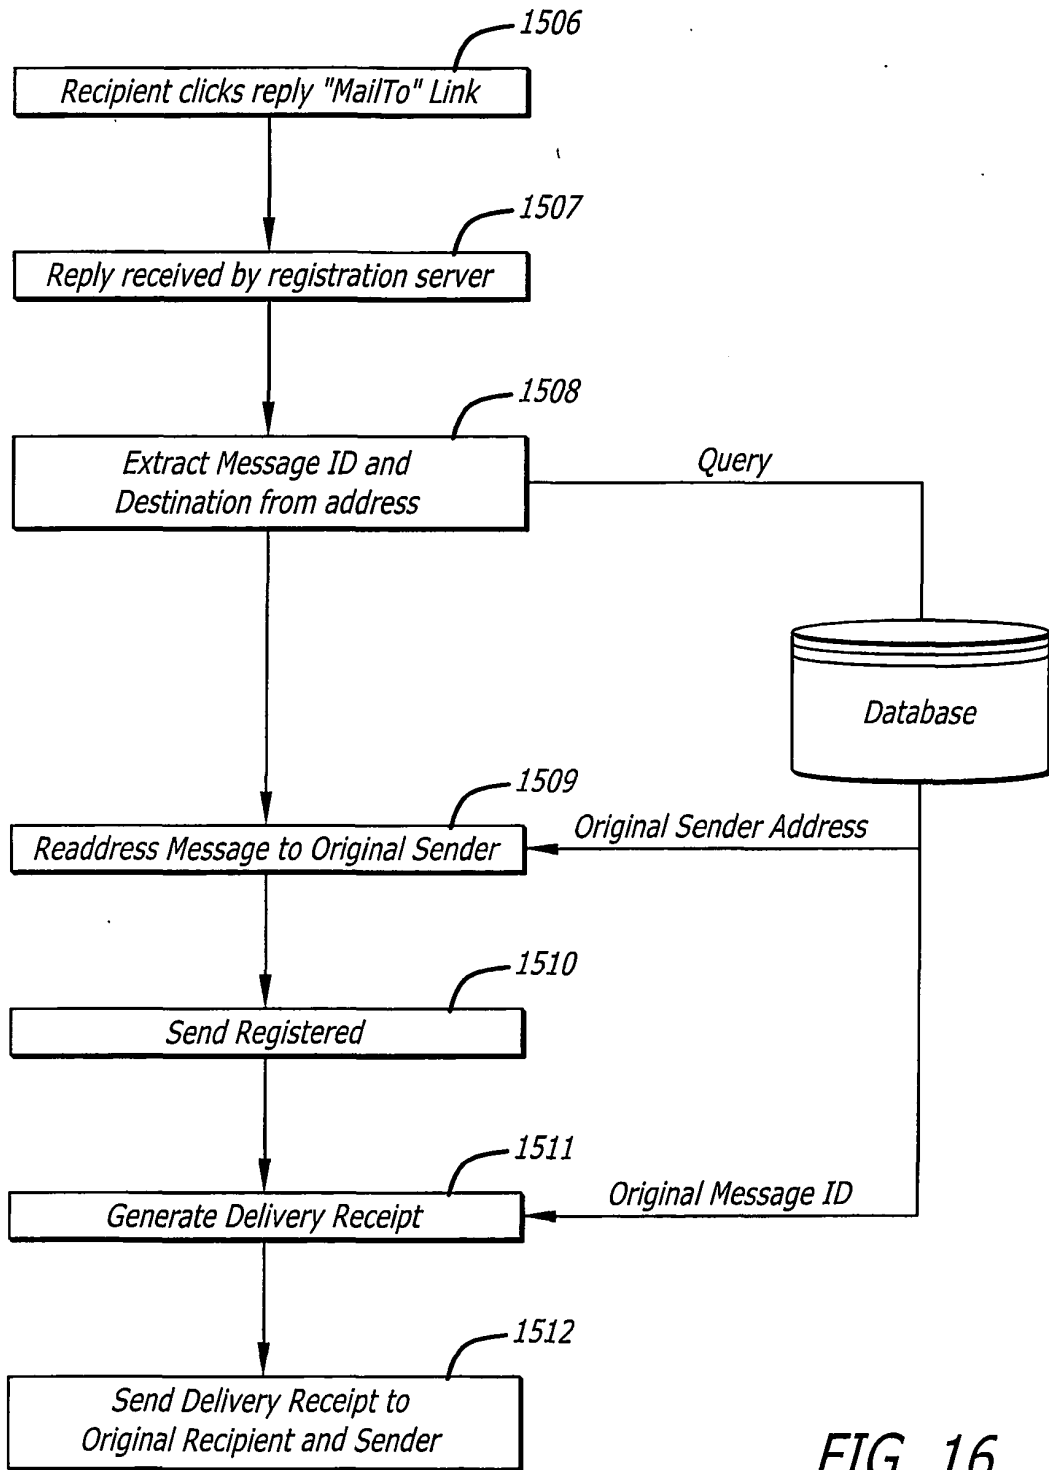 1506
Recipient clicks reply "MailTo" Link
1507
Reply received by registration server
1508
Extract Message ID and
Destination from address
Query
Database
1509
Readdress Message to Original Sender
Original Sender Address
1510
Send Registered
1511
Generate Delivery Receipt
Original Message ID
1512
Send Delivery Receipt to
Original Recipient and Sender
FIG. 16